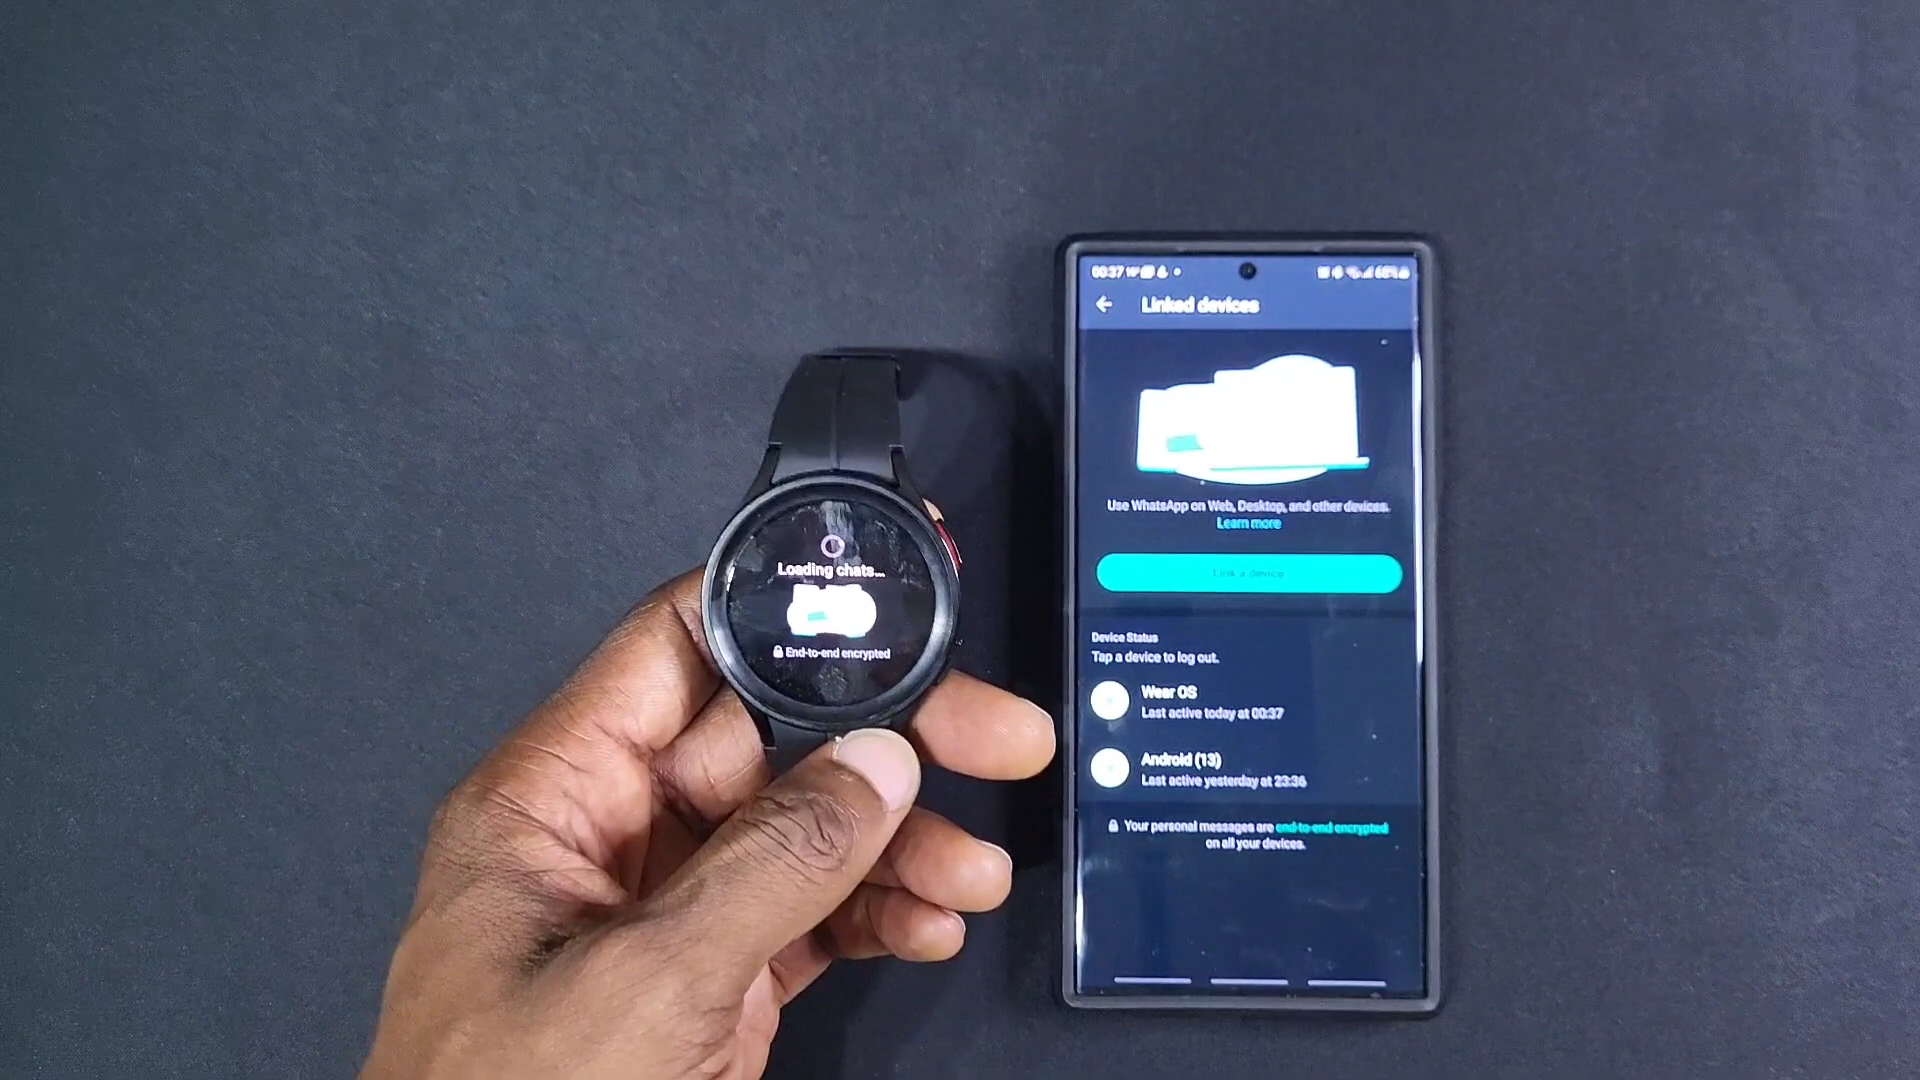 Loading chats...
End-to-end encrypted
00:37
Linked devices
Use WhatsApp on Web, Desktop, and other devices.
Learn more
Link a device
Device Status
Tap a device to log out.
Wear OS
Last active today at 00:37
Android (13)
Last active yesterday at 23:36
Your personal messages are end-to-end encrypted
on all your devices.